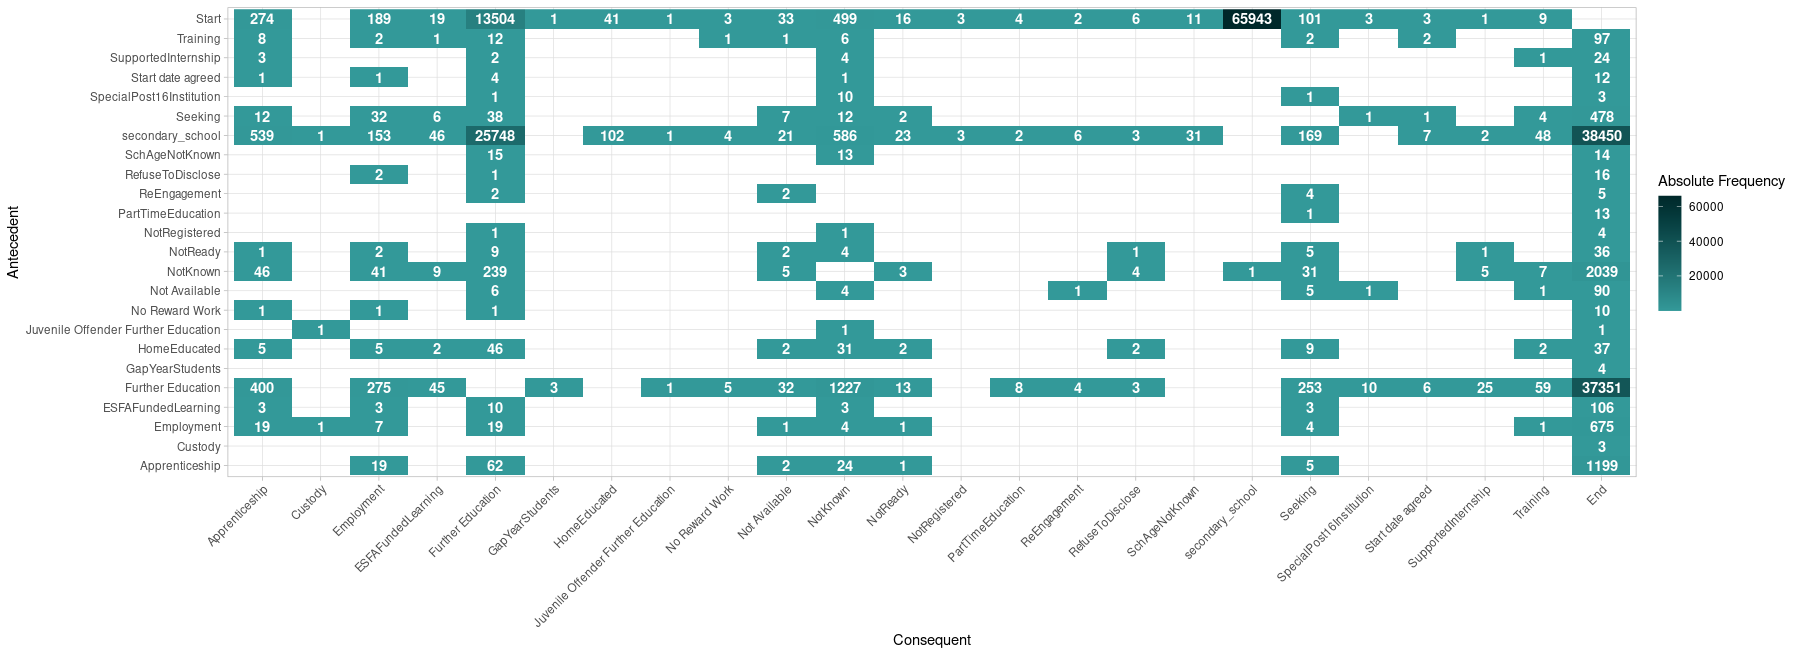 Start 274 189 19 13504 1 41 1 3 33 499 16 3 4 2 6 11 65943 101 3 3 1 9
Training 8 2 1 12 1 1 6 2 2 97
SupportedInternship 3 2 4 1 24
Start date agreed 1 1 4 1 12
SpecialPost16Institution 1 10 1 3
Seeking 12 32 6 38 7 12 2 1 1 4 478
secondary_school 539 1 153 46 25748 102 1 4 21 586 23 3 2 6 3 31 169 7 2 48 38450
SchAgeNotKnown 15 13 14
RefuseToDisclose 2 1 16
ReEngagement 2 2 4 5
PartTimeEducation 1 13
NotRegistered 1 1 4
NotReady 1 2 9 2 4 1 5 1 36
NotKnown 46 41 9 239 5 3 4 1 31 5 7 2039
Not Available 6 4 1 5 1 1 90
No Reward Work 1 1 1 10
Juvenile Offender Further Education 1 1 1
HomeEducated 5 5 2 46 2 31 2 2 9 2 37
GapYearStudents 4
Further Education 400 275 45 3 1 5 32 1227 13 8 4 3 253 10 6 25 59 37351
ESFAFundedLearning 3 3 10 3 3 106
Employment 19 1 7 19 1 4 1 4 1 675
Custody 3
Apprenticeship 19 62 2 24 1 5 1199
Antecedent
Apprenticeship
Custody
Employment
ESFAFundedLearning
Further Education
GapYearStudents
HomeEducated
Juvenile Offender Further Education
No Reward Work
Not Available
NotKnown
NotReady
NotRegistered
PartTimeEducation
ReEngagement
RefuseToDisclose
SchAgeNotKnown
secondary_school
Seeking
SpecialPost16Institution
Start date agreed
SupportedInternship
Training
End
Consequent
Absolute Frequency
60000
40000
20000